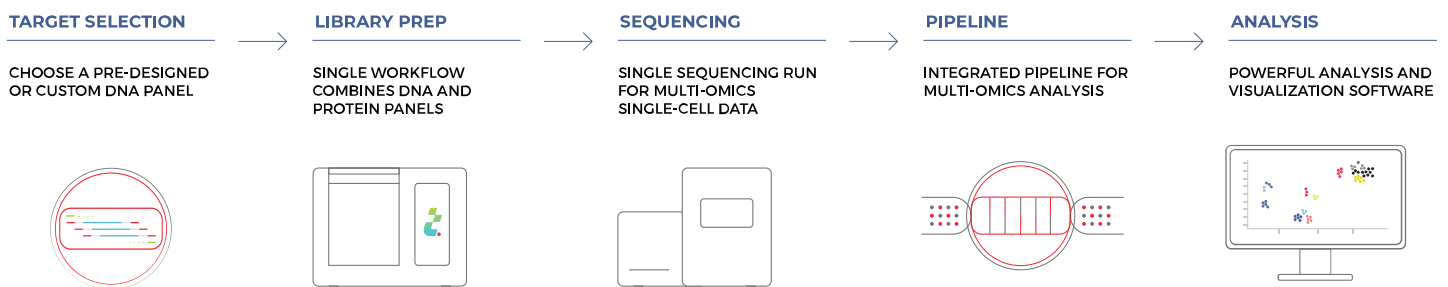 TARGET SELECTION
CHOOSE A PRE-DESIGNED
OR CUSTOM DNA PANEL
LIBRARY PREP
SINGLE WORKFLOW
COMBINES DNA AND
PROTEIN PANELS
SEQUENCING
SINGLE SEQUENCING RUN
FOR MULTI-OMICS
SINGLE-CELL DATA
PIPELINE
INTEGRATED PIPELINE FOR
MULTI-OMICS ANALYSIS
ANALYSIS
POWERFUL ANALYSIS AND
VISUALIZATION SOFTWARE